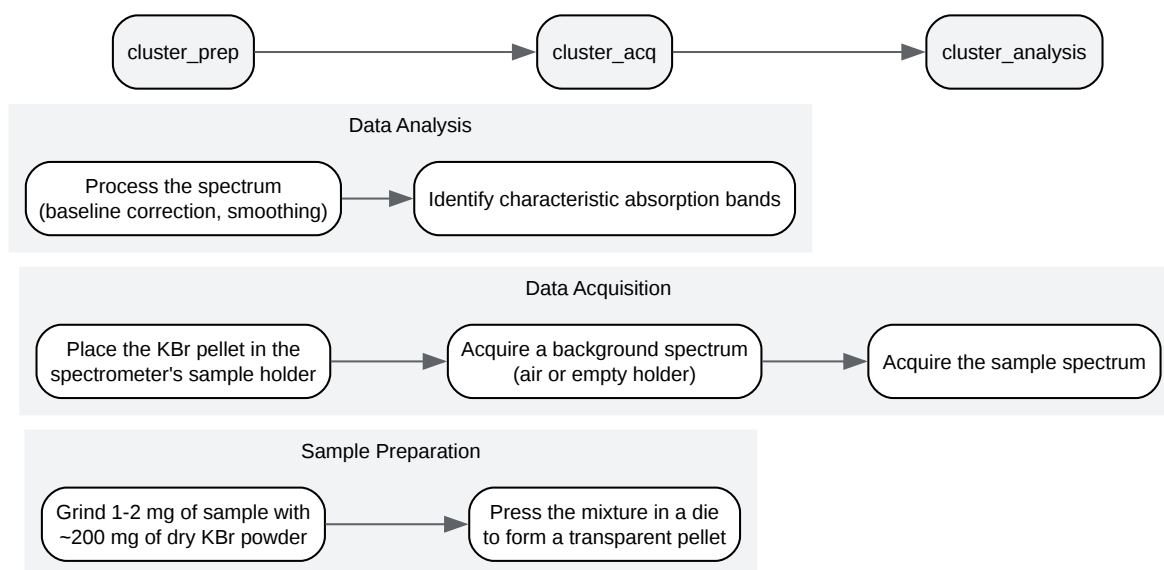 cluster_prep
cluster_acq
cluster_analysis
Data Analysis
Process the spectrum
(baseline correction, smoothing)
Identify characteristic absorption bands
Data Acquisition
Place the KBr pellet in the
spectrometer's sample holder
Acquire a background spectrum
(air or empty holder)
Acquire the sample spectrum
Sample Preparation
Grind 1-2 mg of sample with
~200 mg of dry KBr powder
Press the mixture in a die
to form a transparent pellet